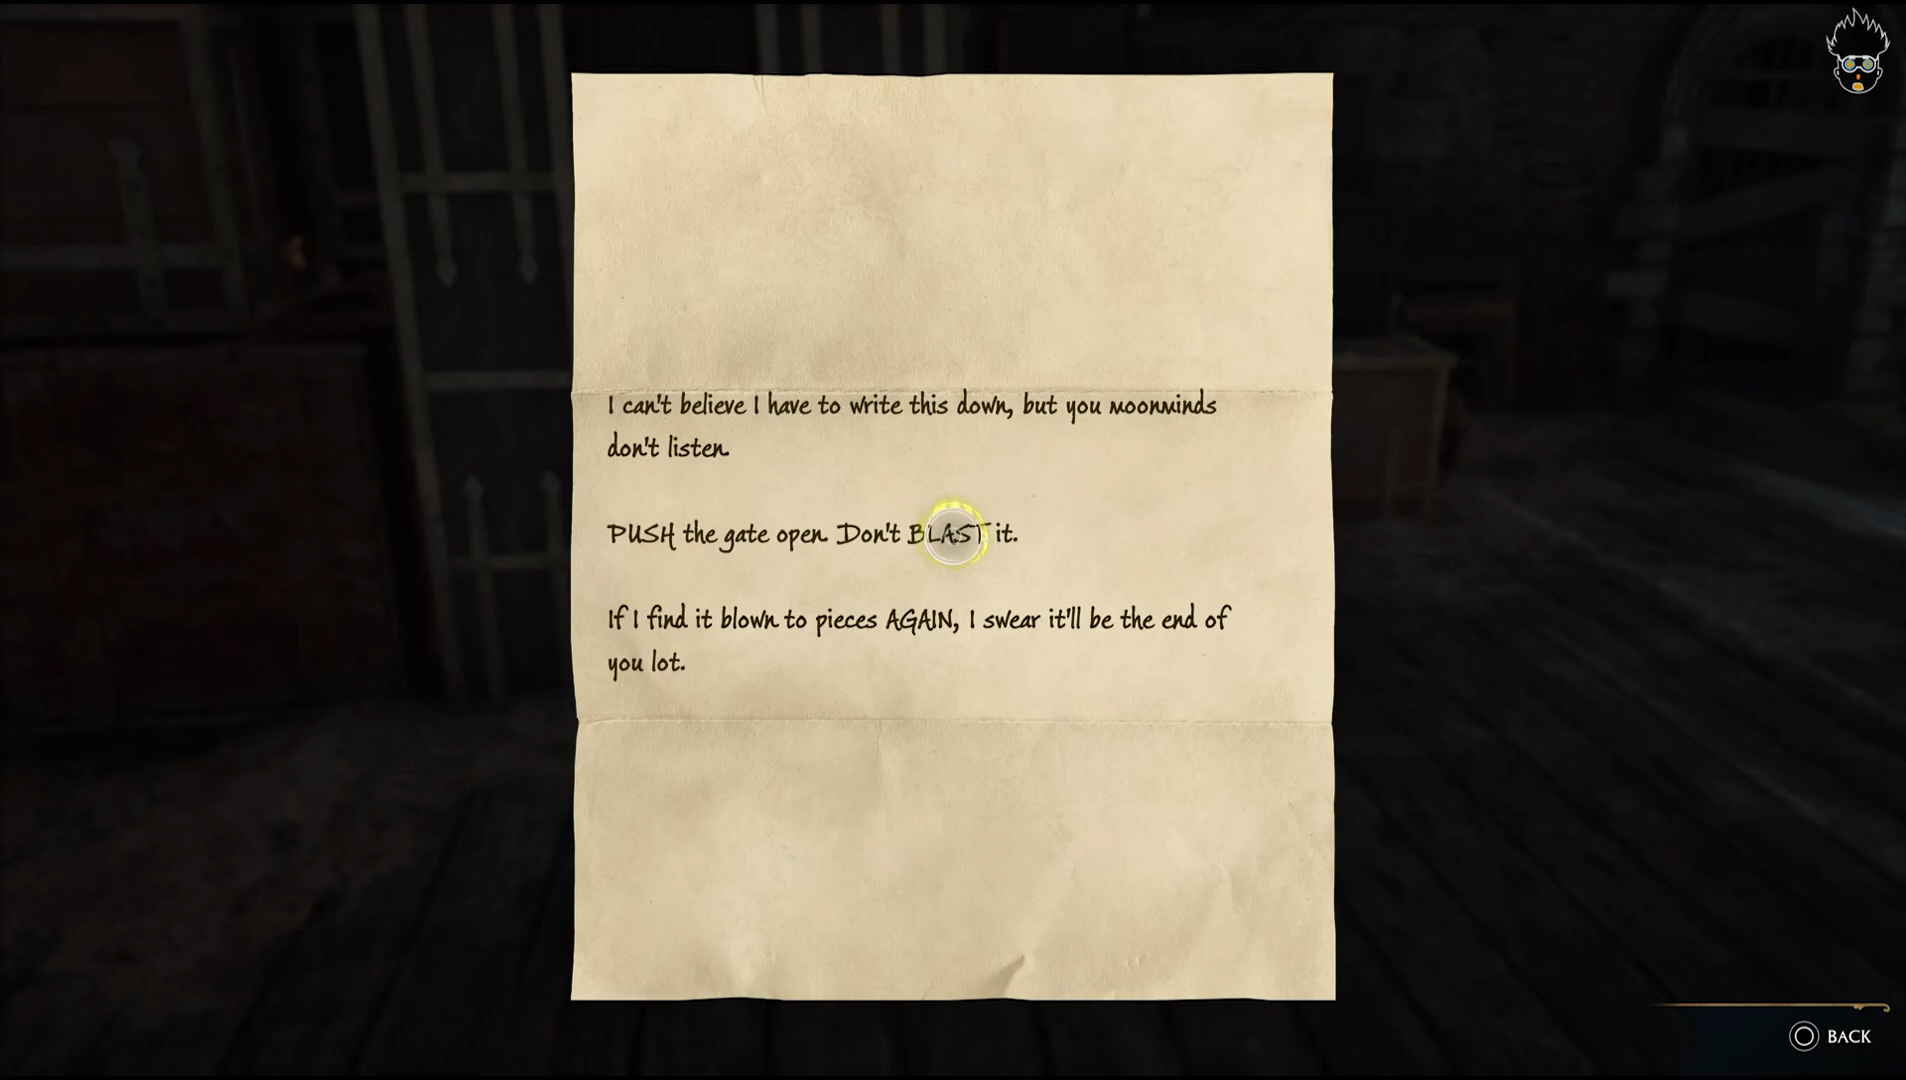 I can't believe I have to write this down, but you moonminds
don't listen.
PUSH the gate open. Don't BLAST it.
If I find it blown to pieces AGAIN, I swear it'll be the end of
you lot.
BACK